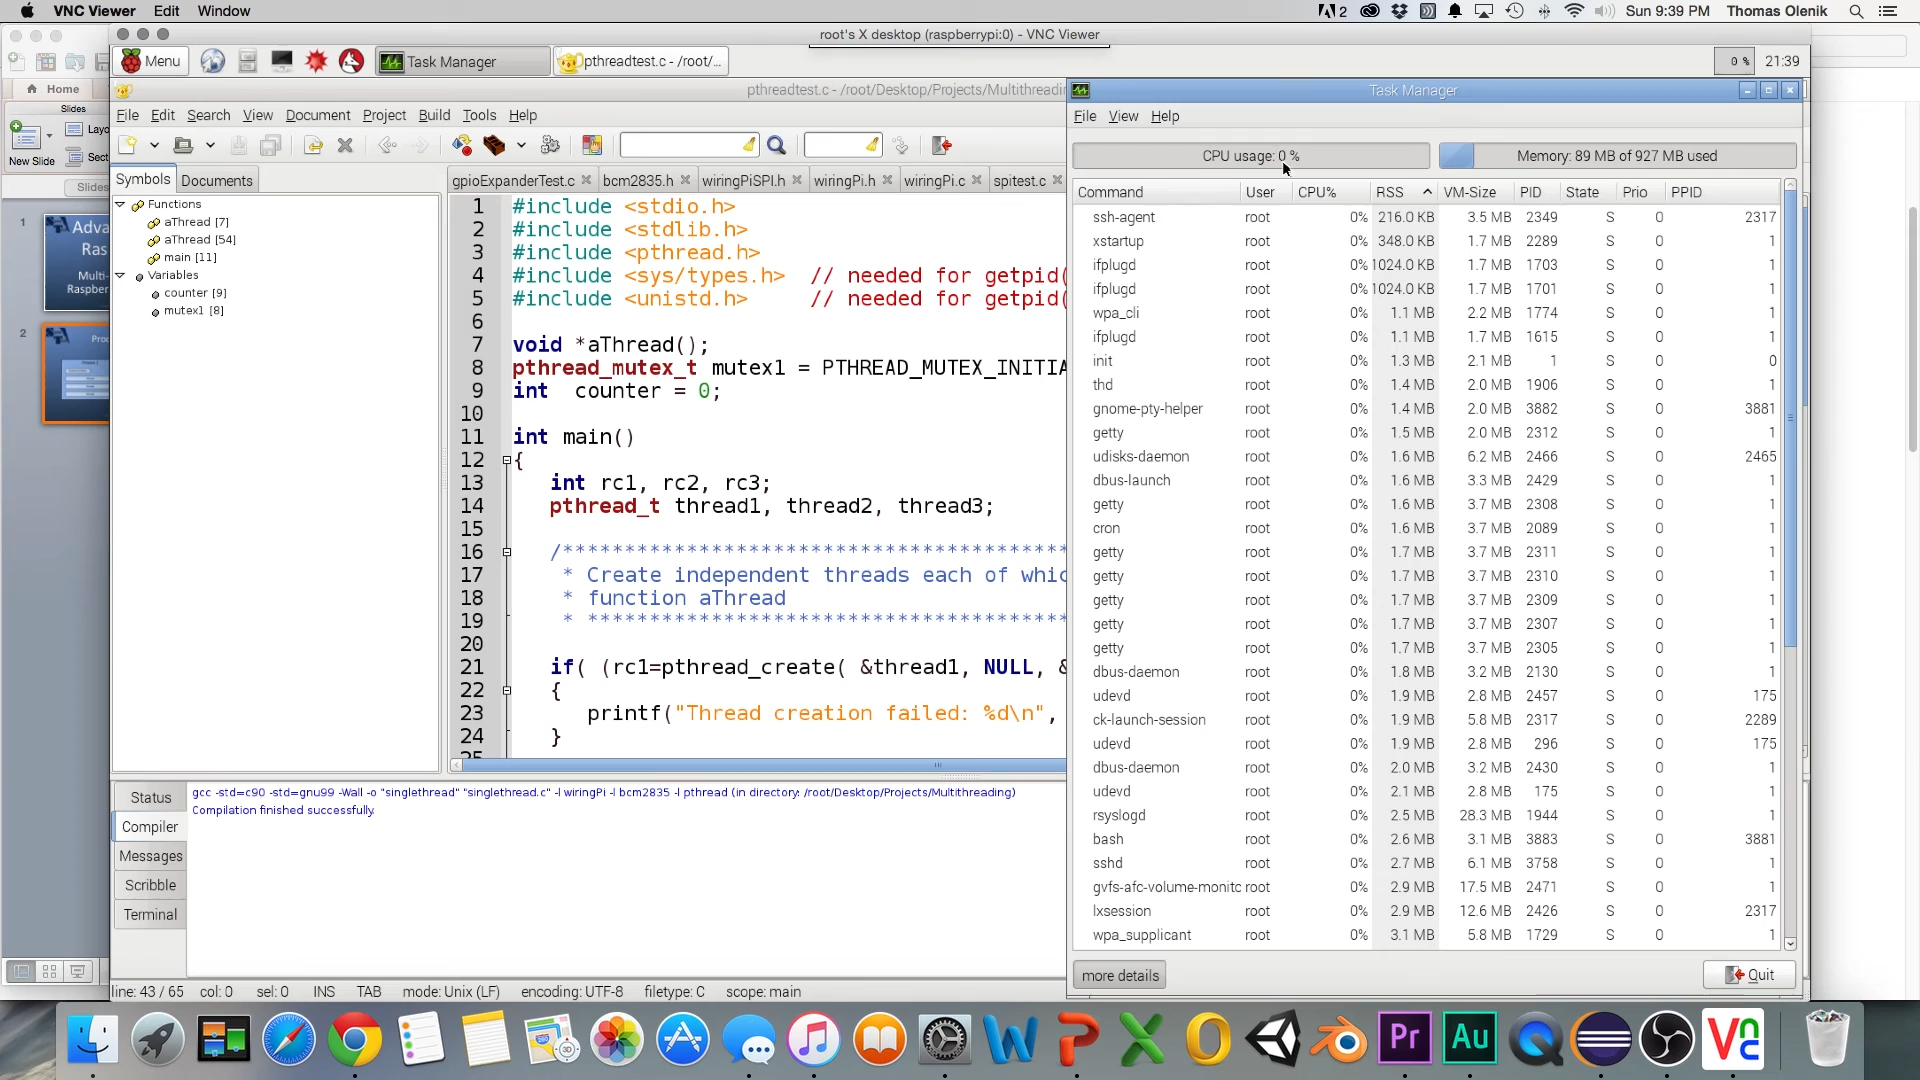 VNC Viewer Edit Window
2 Sun 9:39 PM Thomas Olenik
root's X desktop (raspberrypi:0) - VNC Viewer
Menu Task Manager pthreadtest.c - /root/... 0 % 21:39
Home
Slides
New Slide
Slides
1
2
pthreadtest.c - /root/Desktop/Projects/Multithreadin
File Edit Search View Document Project Build Tools Help
Symbols Documents
Functions
aThread [7]
aThread [54]
main [11]
Variables
counter [9]
mutex1 [8]
gpioExpanderTest.c bcm2835.h wiringPiSPI.h wiringPi.h wiringPi.c spitest.c
1 #include <stdio.h>
2 #include <stdlib.h>
3 #include <pthread.h>
4 #include <sys/types.h> // needed for getpid(
5 #include <unistd.h> // needed for getpid(
6
7 void *aThread();
8 pthread_mutex_t mutex1 = PTHREAD_MUTEX_INITIA
9 int counter = 0;
10
11 int main()
12 {
13 int rc1, rc2, rc3;
14 pthread_t thread1, thread2, thread3;
15
16 /*****************************************
17 * Create independent threads each of whic
18 * function aThread
19 * ***************************************
20
21 if( (rc1=pthread_create( &thread1, NULL, &
22 {
23 printf("Thread creation failed: %d\n",
24 }
Status
Compiler
Messages
Scribble
Terminal
gcc -std=c90 -std=gnu99 -Wall -o "singlethread" "singlethread.c" -l wiringPi -l bcm2835 -l pthread (in directory: /root/Desktop/Projects/Multithreading)
Compilation finished successfully.
line: 43 / 65 col: 0 sel: 0 INS TAB mode: Unix (LF) encoding: UTF-8 filetype: C scope: main
Task Manager
File View Help
CPU usage: 0 % Memory: 89 MB of 927 MB used
Command User CPU% RSS VM-Size PID State Prio PPID
ssh-agent root 0% 216.0 KB 3.5 MB 2349 S 0 2317
xstartup root 0% 348.0 KB 1.7 MB 2289 S 0 1
ifplugd root 0% 1024.0 KB 1.7 MB 1703 S 0 1
ifplugd root 0% 1024.0 KB 1.7 MB 1701 S 0 1
wpa_cli root 0% 1.1 MB 2.2 MB 1774 S 0 1
ifplugd root 0% 1.1 MB 1.7 MB 1615 S 0 1
init root 0% 1.3 MB 2.1 MB 1 S 0 0
thd root 0% 1.4 MB 2.0 MB 1906 S 0 1
gnome-pty-helper root 0% 1.4 MB 2.0 MB 3882 S 0 3881
getty root 0% 1.5 MB 2.0 MB 2312 S 0 1
udisks-daemon root 0% 1.6 MB 6.2 MB 2466 S 0 2465
dbus-launch root 0% 1.6 MB 3.3 MB 2429 S 0 1
getty root 0% 1.6 MB 3.7 MB 2308 S 0 1
cron root 0% 1.6 MB 3.7 MB 2089 S 0 1
getty root 0% 1.7 MB 3.7 MB 2311 S 0 1
getty root 0% 1.7 MB 3.7 MB 2310 S 0 1
getty root 0% 1.7 MB 3.7 MB 2309 S 0 1
getty root 0% 1.7 MB 3.7 MB 2307 S 0 1
getty root 0% 1.7 MB 3.7 MB 2305 S 0 1
dbus-daemon root 0% 1.8 MB 3.2 MB 2130 S 0 1
udevd root 0% 1.9 MB 2.8 MB 2457 S 0 175
ck-launch-session root 0% 1.9 MB 5.8 MB 2317 S 0 2289
udevd root 0% 1.9 MB 2.8 MB 296 S 0 175
dbus-daemon root 0% 2.0 MB 3.2 MB 2430 S 0 1
udevd root 0% 2.1 MB 2.8 MB 175 S 0 1
rsyslogd root 0% 2.5 MB 28.3 MB 1944 S 0 1
bash root 0% 2.6 MB 3.1 MB 3883 S 0 3881
sshd root 0% 2.7 MB 6.1 MB 3758 S 0 1
gvfs-afc-volume-monitc root 0% 2.9 MB 17.5 MB 2471 S 0 1
lxsession root 0% 2.9 MB 12.6 MB 2426 S 0 2317
wpa_supplicant root 0% 3.1 MB 5.8 MB 1729 S 0 1
more details Quit